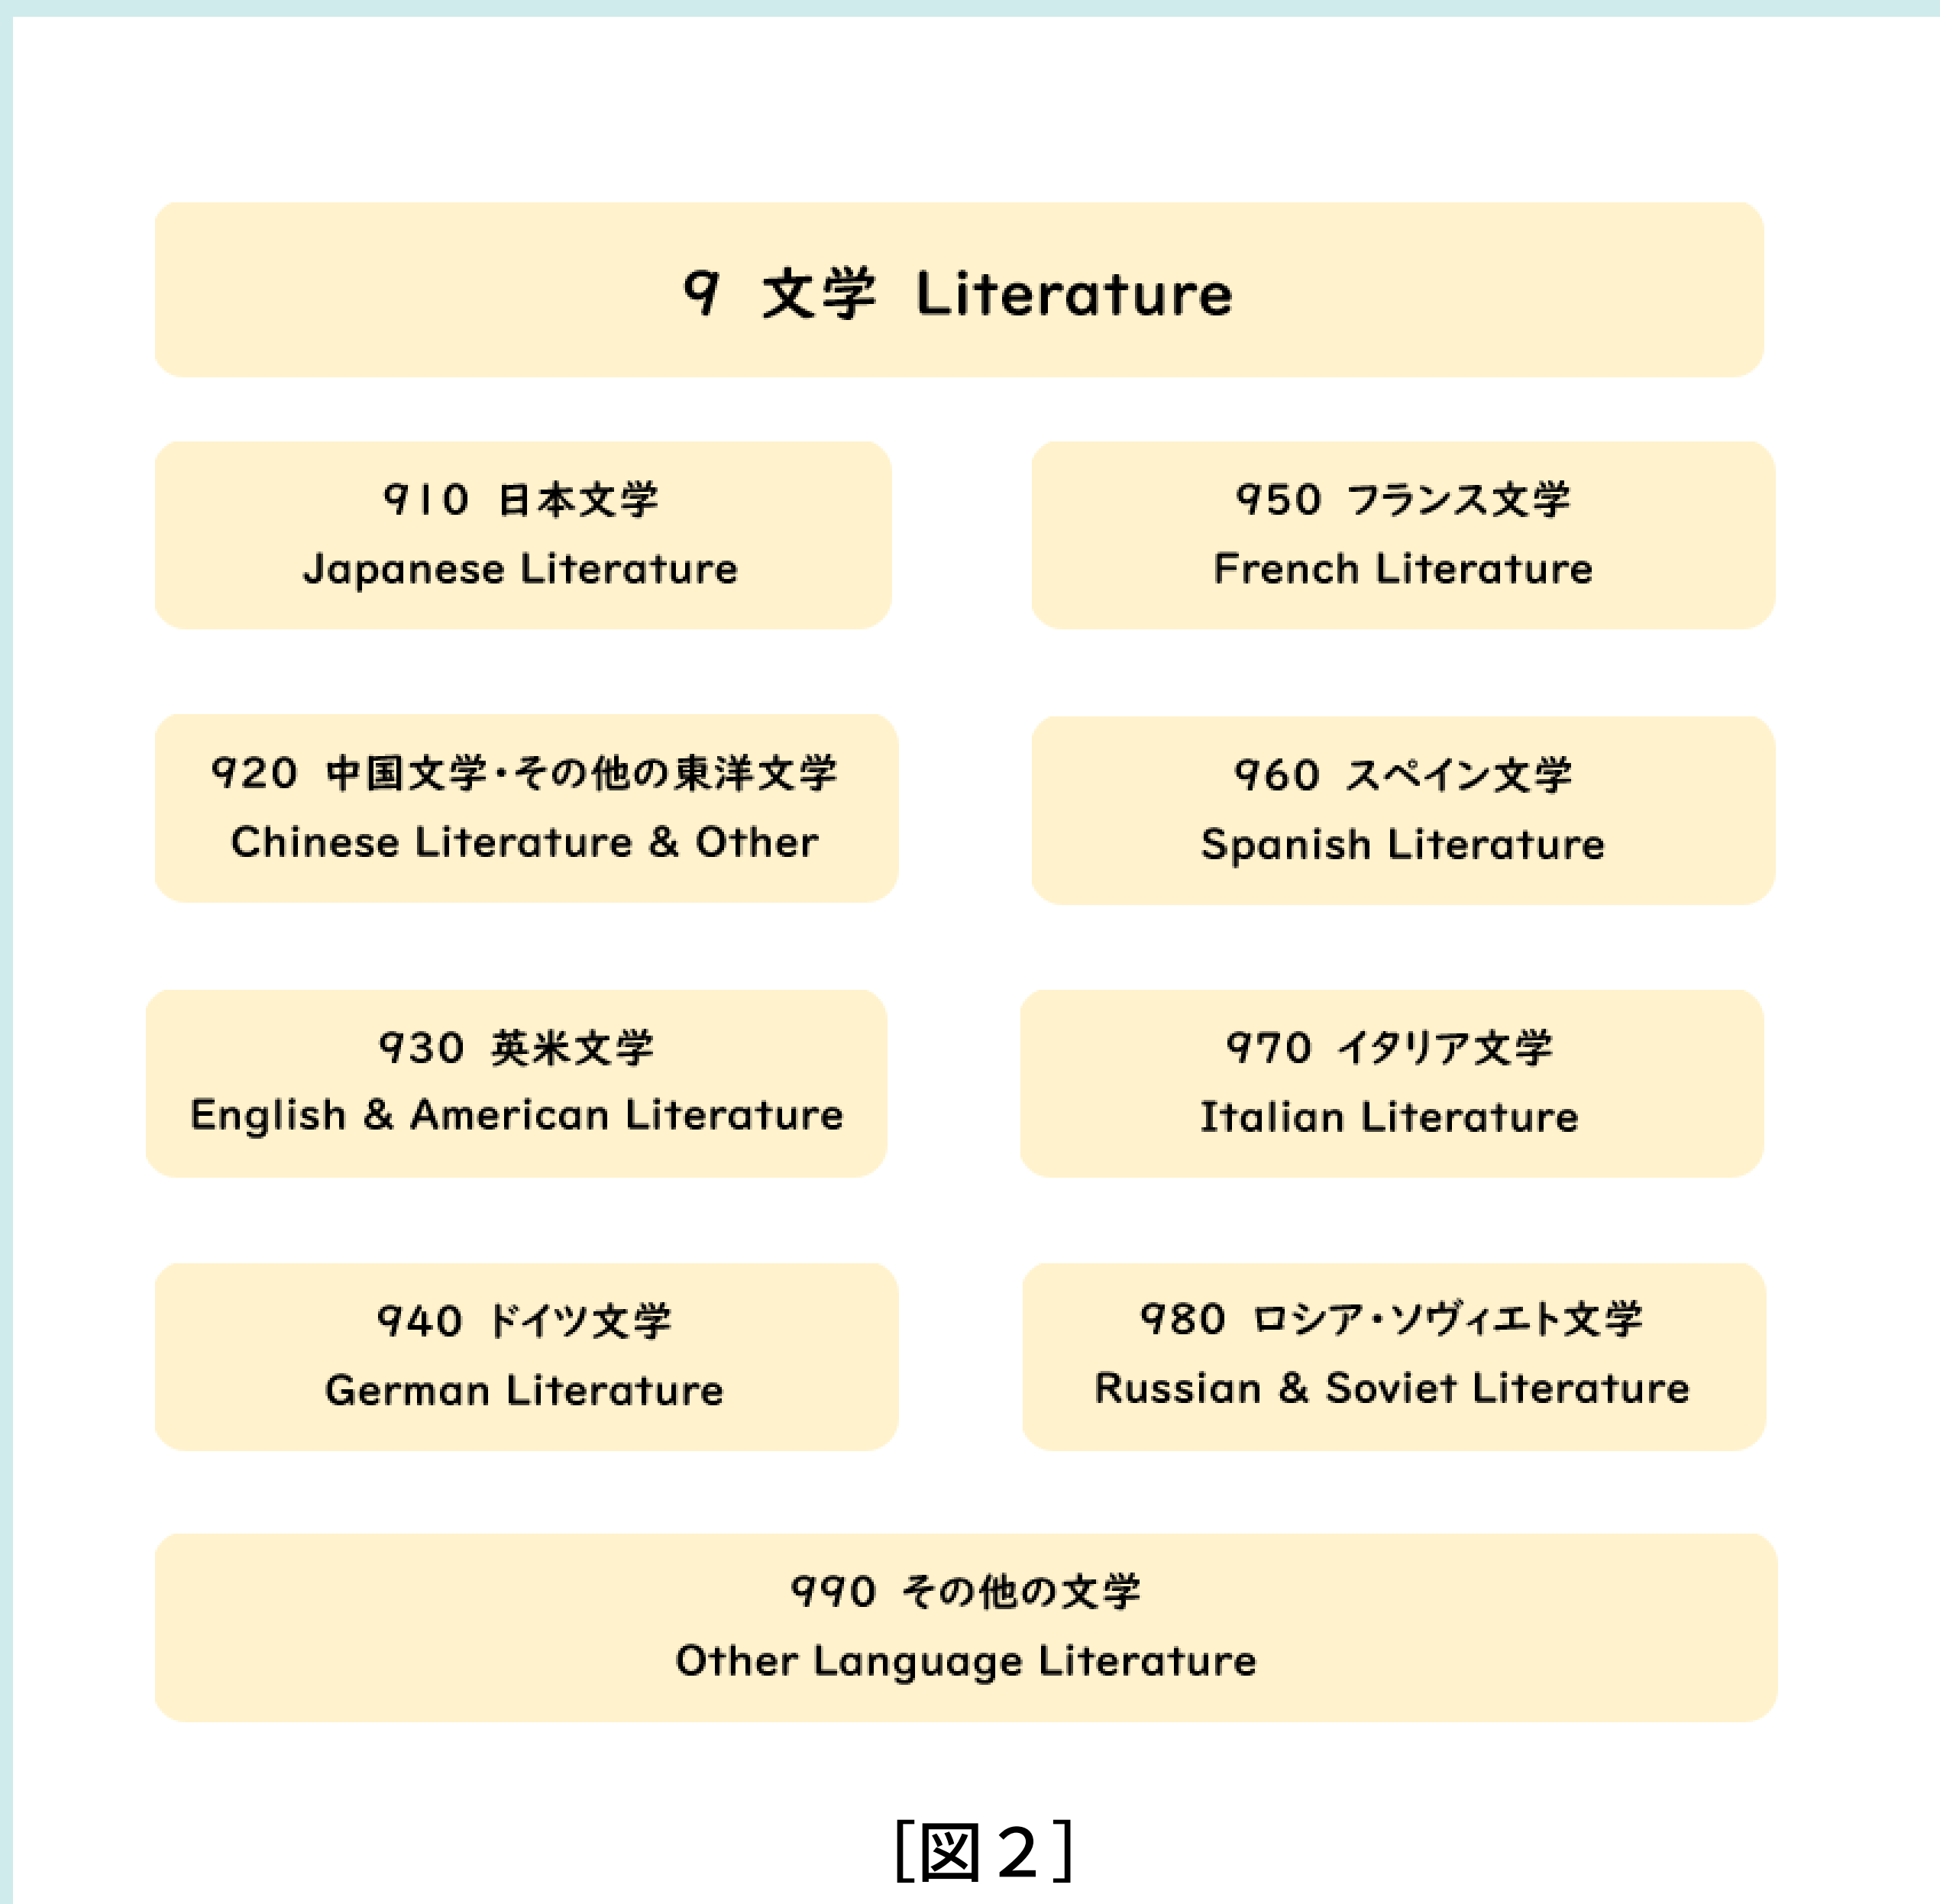 9 文学 Literature
910 日本文学
Japanese Literature
950 フランス文学
French Literature
920 中国文学・その他の東洋文学
Chinese Literature & Other
960 スペイン文学
Spanish Literature
930 英米文学
English & American Literature
970 イタリア文学
Italian Literature
940 ドイツ文学
German Literature
980 ロシア・ソヴィエト文学
Russian & Soviet Literature
990 その他の文学
Other Language Literature
[図2]